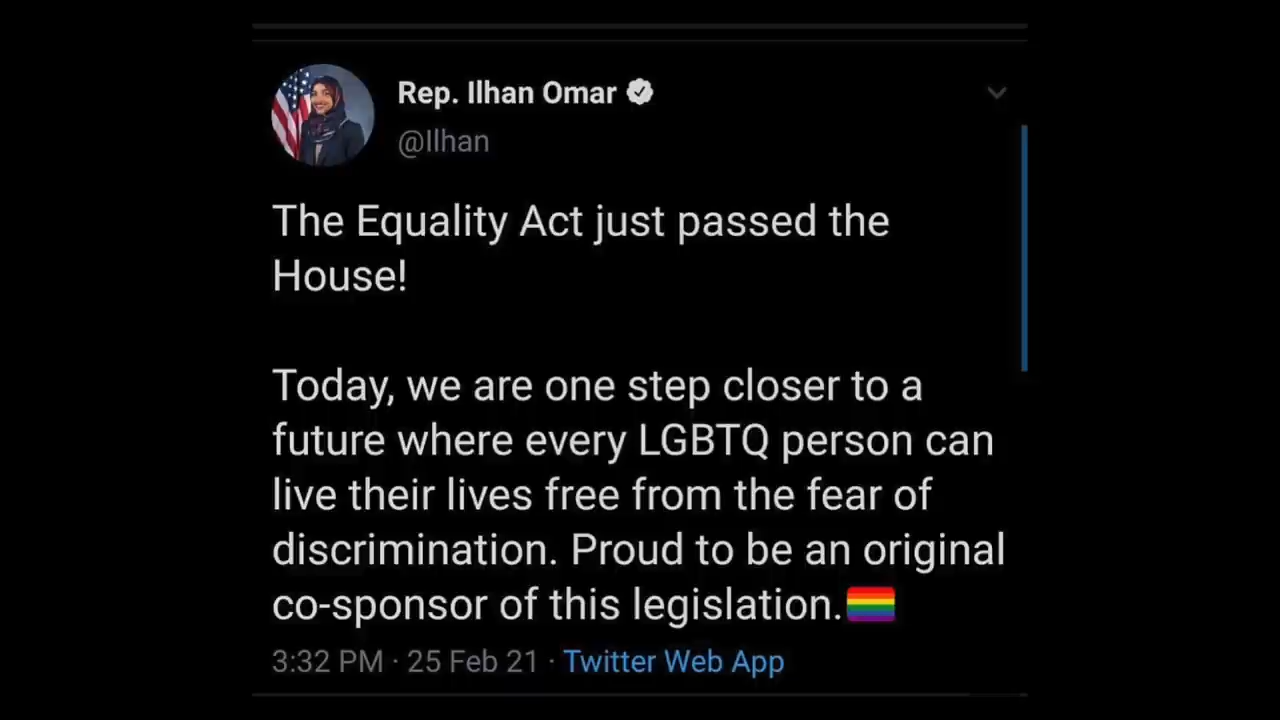 Rep. Ilhan Omar
@Ilhan
The Equality Act just passed the
House!
Today, we are one step closer to a
future where every LGBTQ person can
live their lives free from the fear of
discrimination. Proud to be an original
co-sponsor of this legislation.🏳️‍🌈
3:32 PM · 25 Feb 21 · Twitter Web App